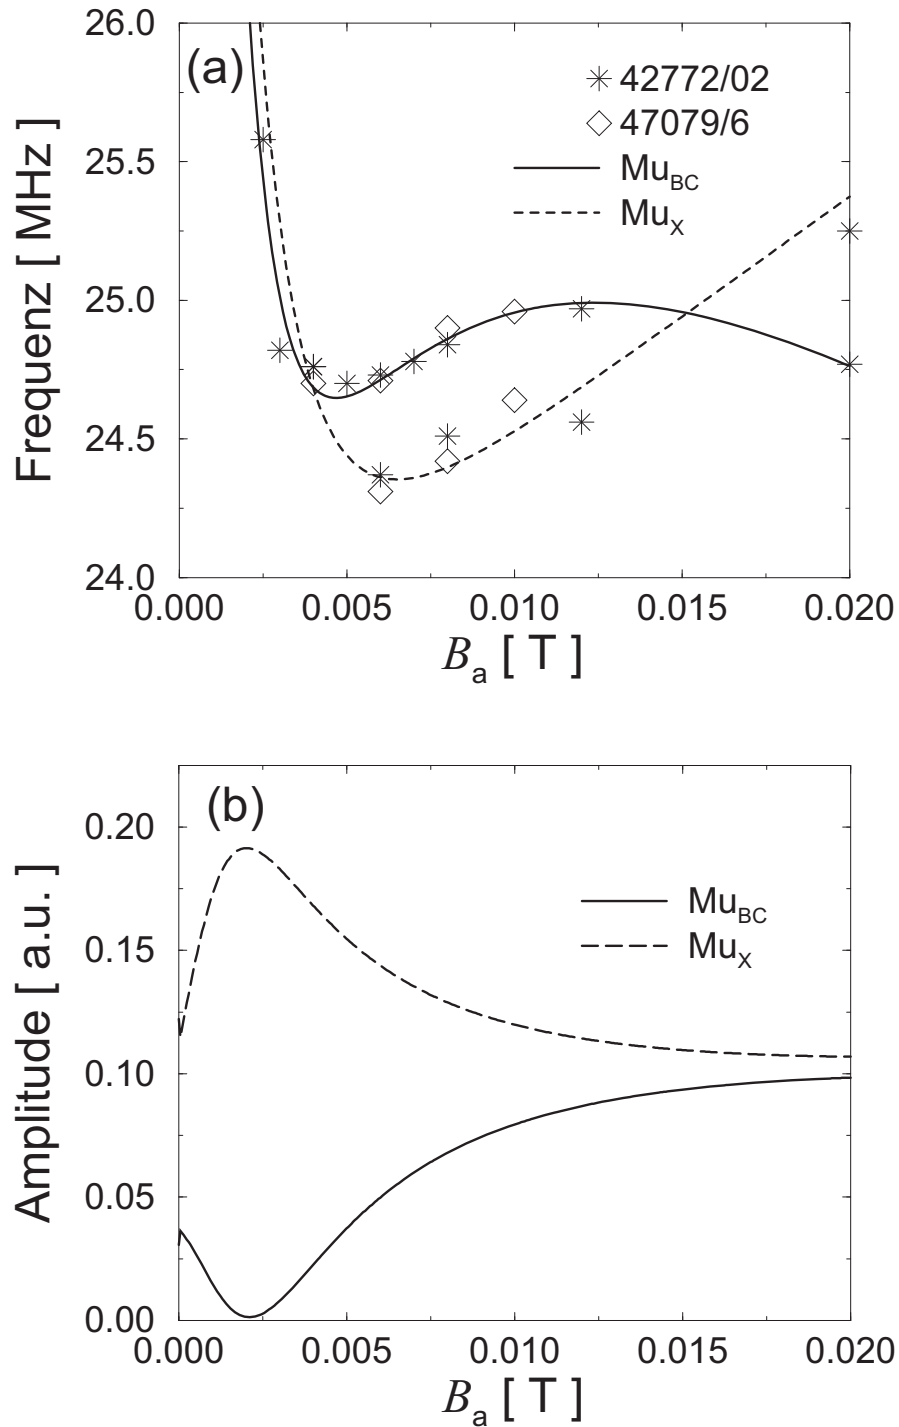 (a)
42772/02
47079/6
Mu_BC
Mu_X
Frequenz [ MHz ]
26.0
25.5
25.0
24.5
24.0
0.000 0.005 0.010 0.015 0.020
B_a [ T ]
(b)
Mu_BC
Mu_X
Amplitude [ a.u. ]
0.20
0.15
0.10
0.05
0.00
0.000 0.005 0.010 0.015 0.020
B_a [ T ]